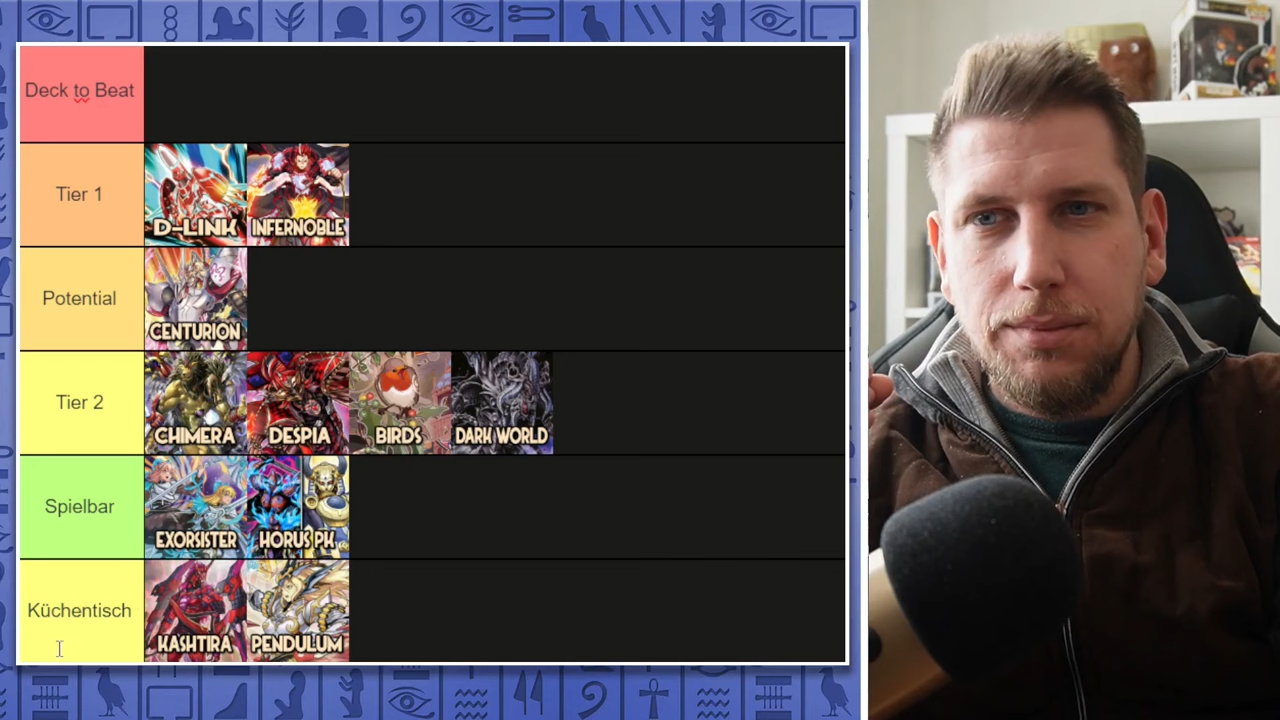 Deck to Beat
Tier 1
D-LINK
INFERNOBLE
Potential
CENTURION
Tier 2
CHIMERA
DESPIA
BIRDS
DARK WORLD
Spielbar
EXORSISTER
HORUS PK
Küchentisch
KASHTIRA
PENDULUM